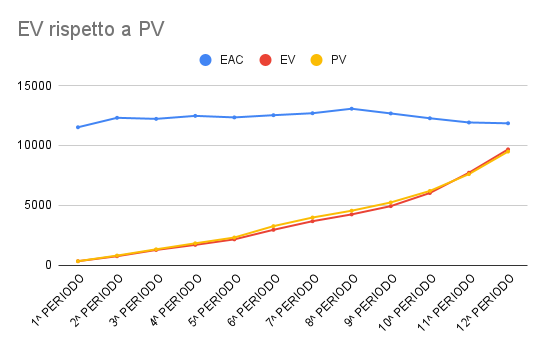 EV rispetto a PV
EAC EV PV
15000
10000
5000
0
1^ PERIODO
2^ PERIODO
3^ PERIODO
4^ PERIODO
5^ PERIODO
6^ PERIODO
7^ PERIODO
8^ PERIODO
9^ PERIODO
10^ PERIODO
11^ PERIODO
12^ PERIODO